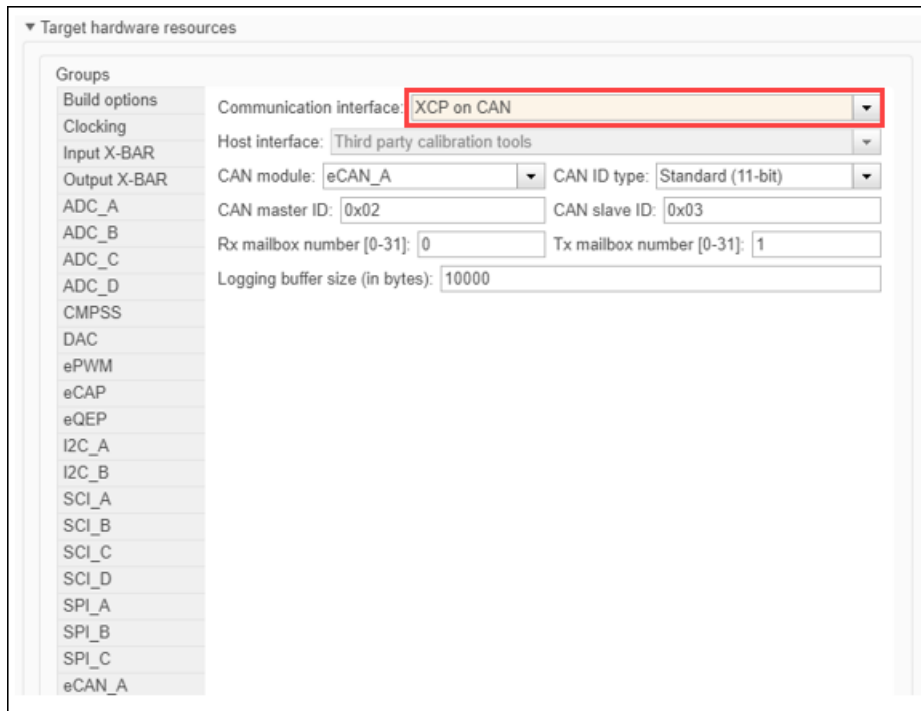 Target hardware resources
Groups
Build options
Clocking
Input X-BAR
Output X-BAR
ADC_A
ADC_B
ADC_C
ADC_D
CMPSS
DAC
ePWM
eCAP
eQEP
I2C_A
I2C_B
SCI_A
SCI_B
SCI_C
SCI_D
SPI_A
SPI_B
SPI_C
eCAN_A
Communication interface: XCP on CAN
Host interface: Third party calibration tools
CAN module: eCAN_A CAN ID type: Standard (11-bit)
CAN master ID: 0x02 CAN slave ID: 0x03
Rx mailbox number [0-31]: 0 Tx mailbox number [0-31]: 1
Logging buffer size (in bytes): 10000